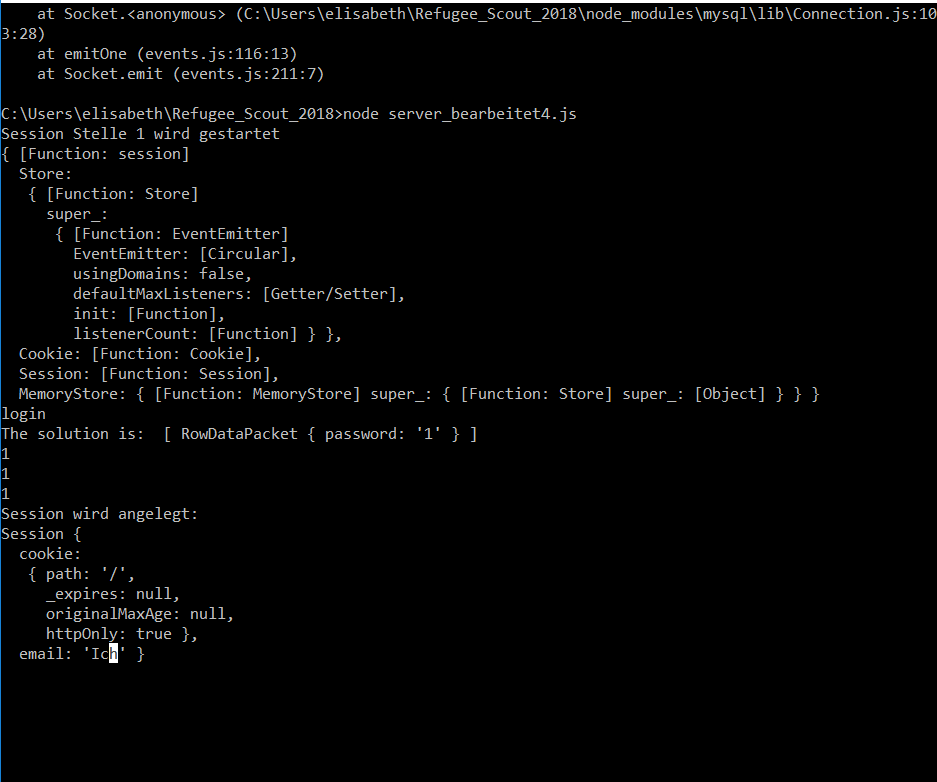 at Socket.<anonymous> (C:\Users\elisabeth\Refugee_Scout_2018\node_modules\mysql\lib\Connection.js:10
3:28)
    at emitOne (events.js:116:13)
    at Socket.emit (events.js:211:7)

C:\Users\elisabeth\Refugee_Scout_2018>node server_bearbeitet4.js
Session Stelle 1 wird gestartet
{ [Function: session]
  Store:
   { [Function: Store]
     super_:
      { [Function: EventEmitter]
        EventEmitter: [Circular],
        usingDomains: false,
        defaultMaxListeners: [Getter/Setter],
        init: [Function],
        listenerCount: [Function] } },
  Cookie: [Function: Cookie],
  Session: [Function: Session],
  MemoryStore: { [Function: MemoryStore] super_: { [Function: Store] super_: [Object] } } }
login
The solution is:  [ RowDataPacket { password: '1' } ]
1
1
1
Session wird angelegt:
Session {
  cookie:
   { path: '/',
     _expires: null,
     originalMaxAge: null,
     httpOnly: true },
  email: 'Ich' }